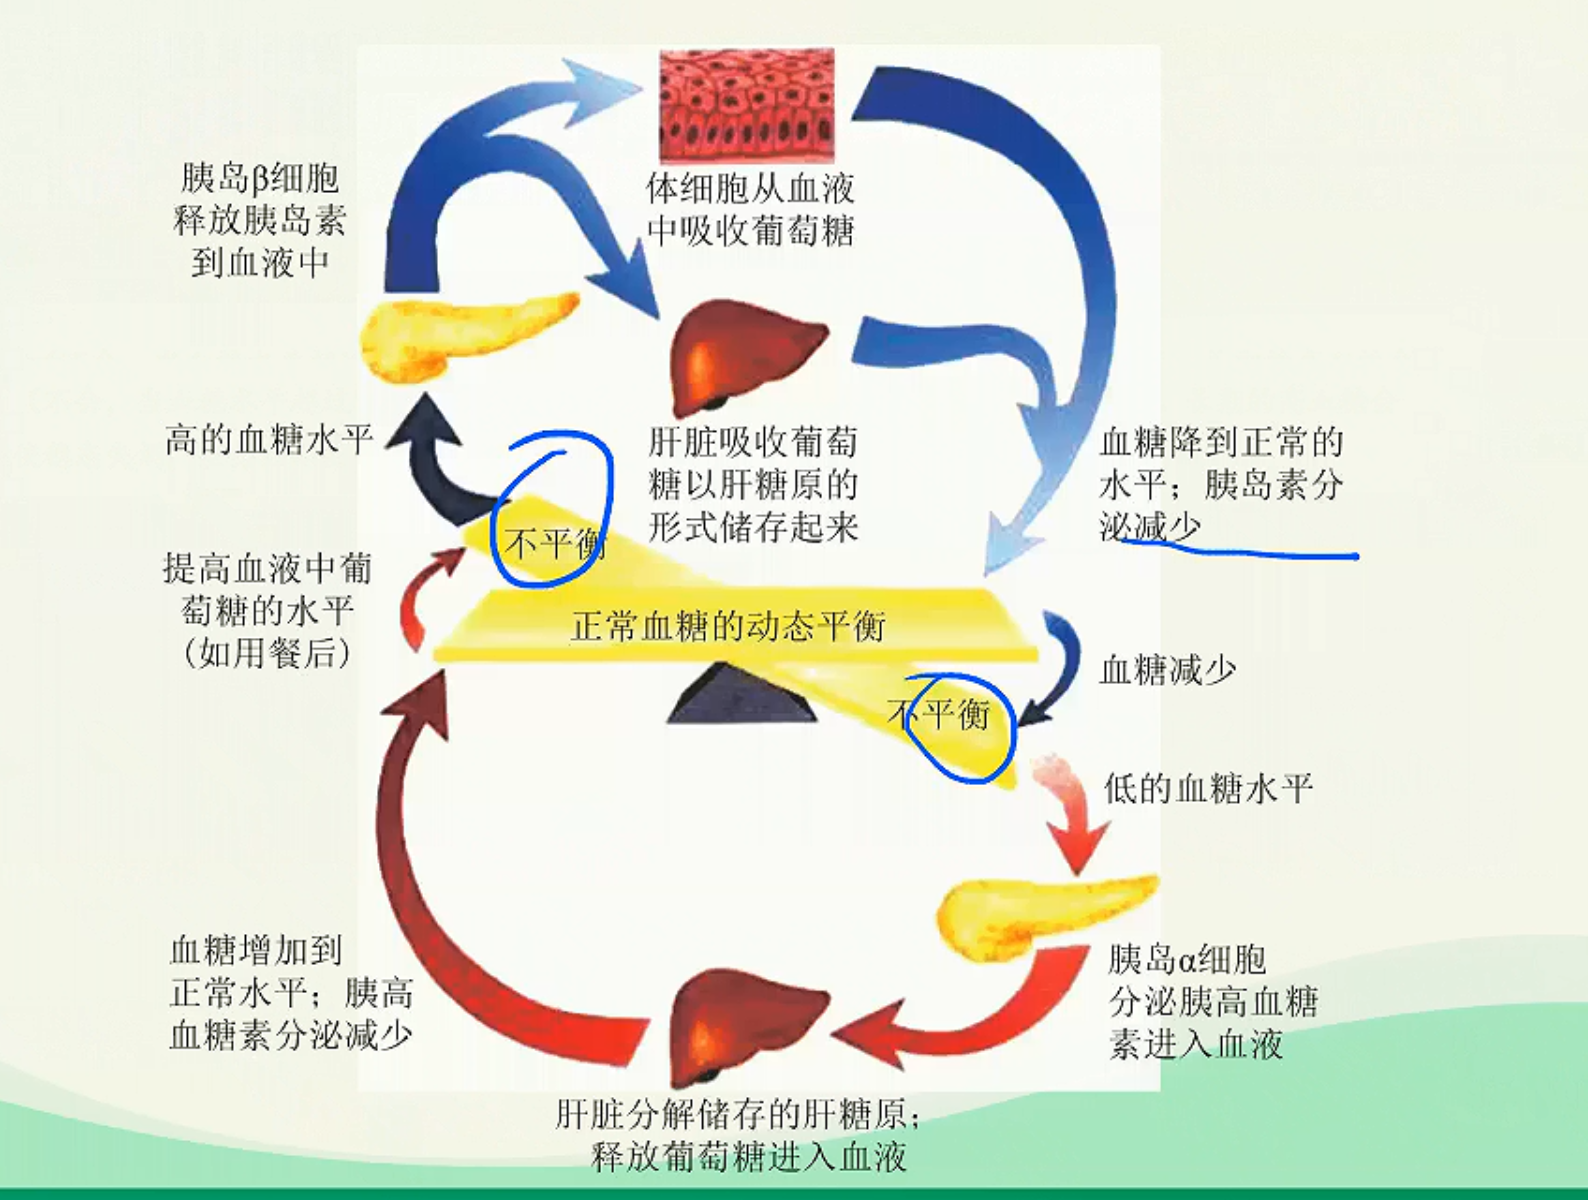 胰岛β细胞
释放胰岛素
到血液中
体细胞从血液
中吸收葡萄糖
高的血糖水平
肝脏吸收葡萄
糖以肝糖原的
形式储存起来
血糖降到正常的
水平；胰岛素分
泌减少
不平衡
提高血液中葡
萄糖的水平
（如用餐后）
正常血糖的动态平衡
血糖减少
不平衡
低的血糖水平
血糖增加到
正常水平；胰高
血糖素分泌减少
胰岛α细胞
分泌胰高血糖
素进入血液
肝脏分解储存的肝糖原；
释放葡萄糖进入血液